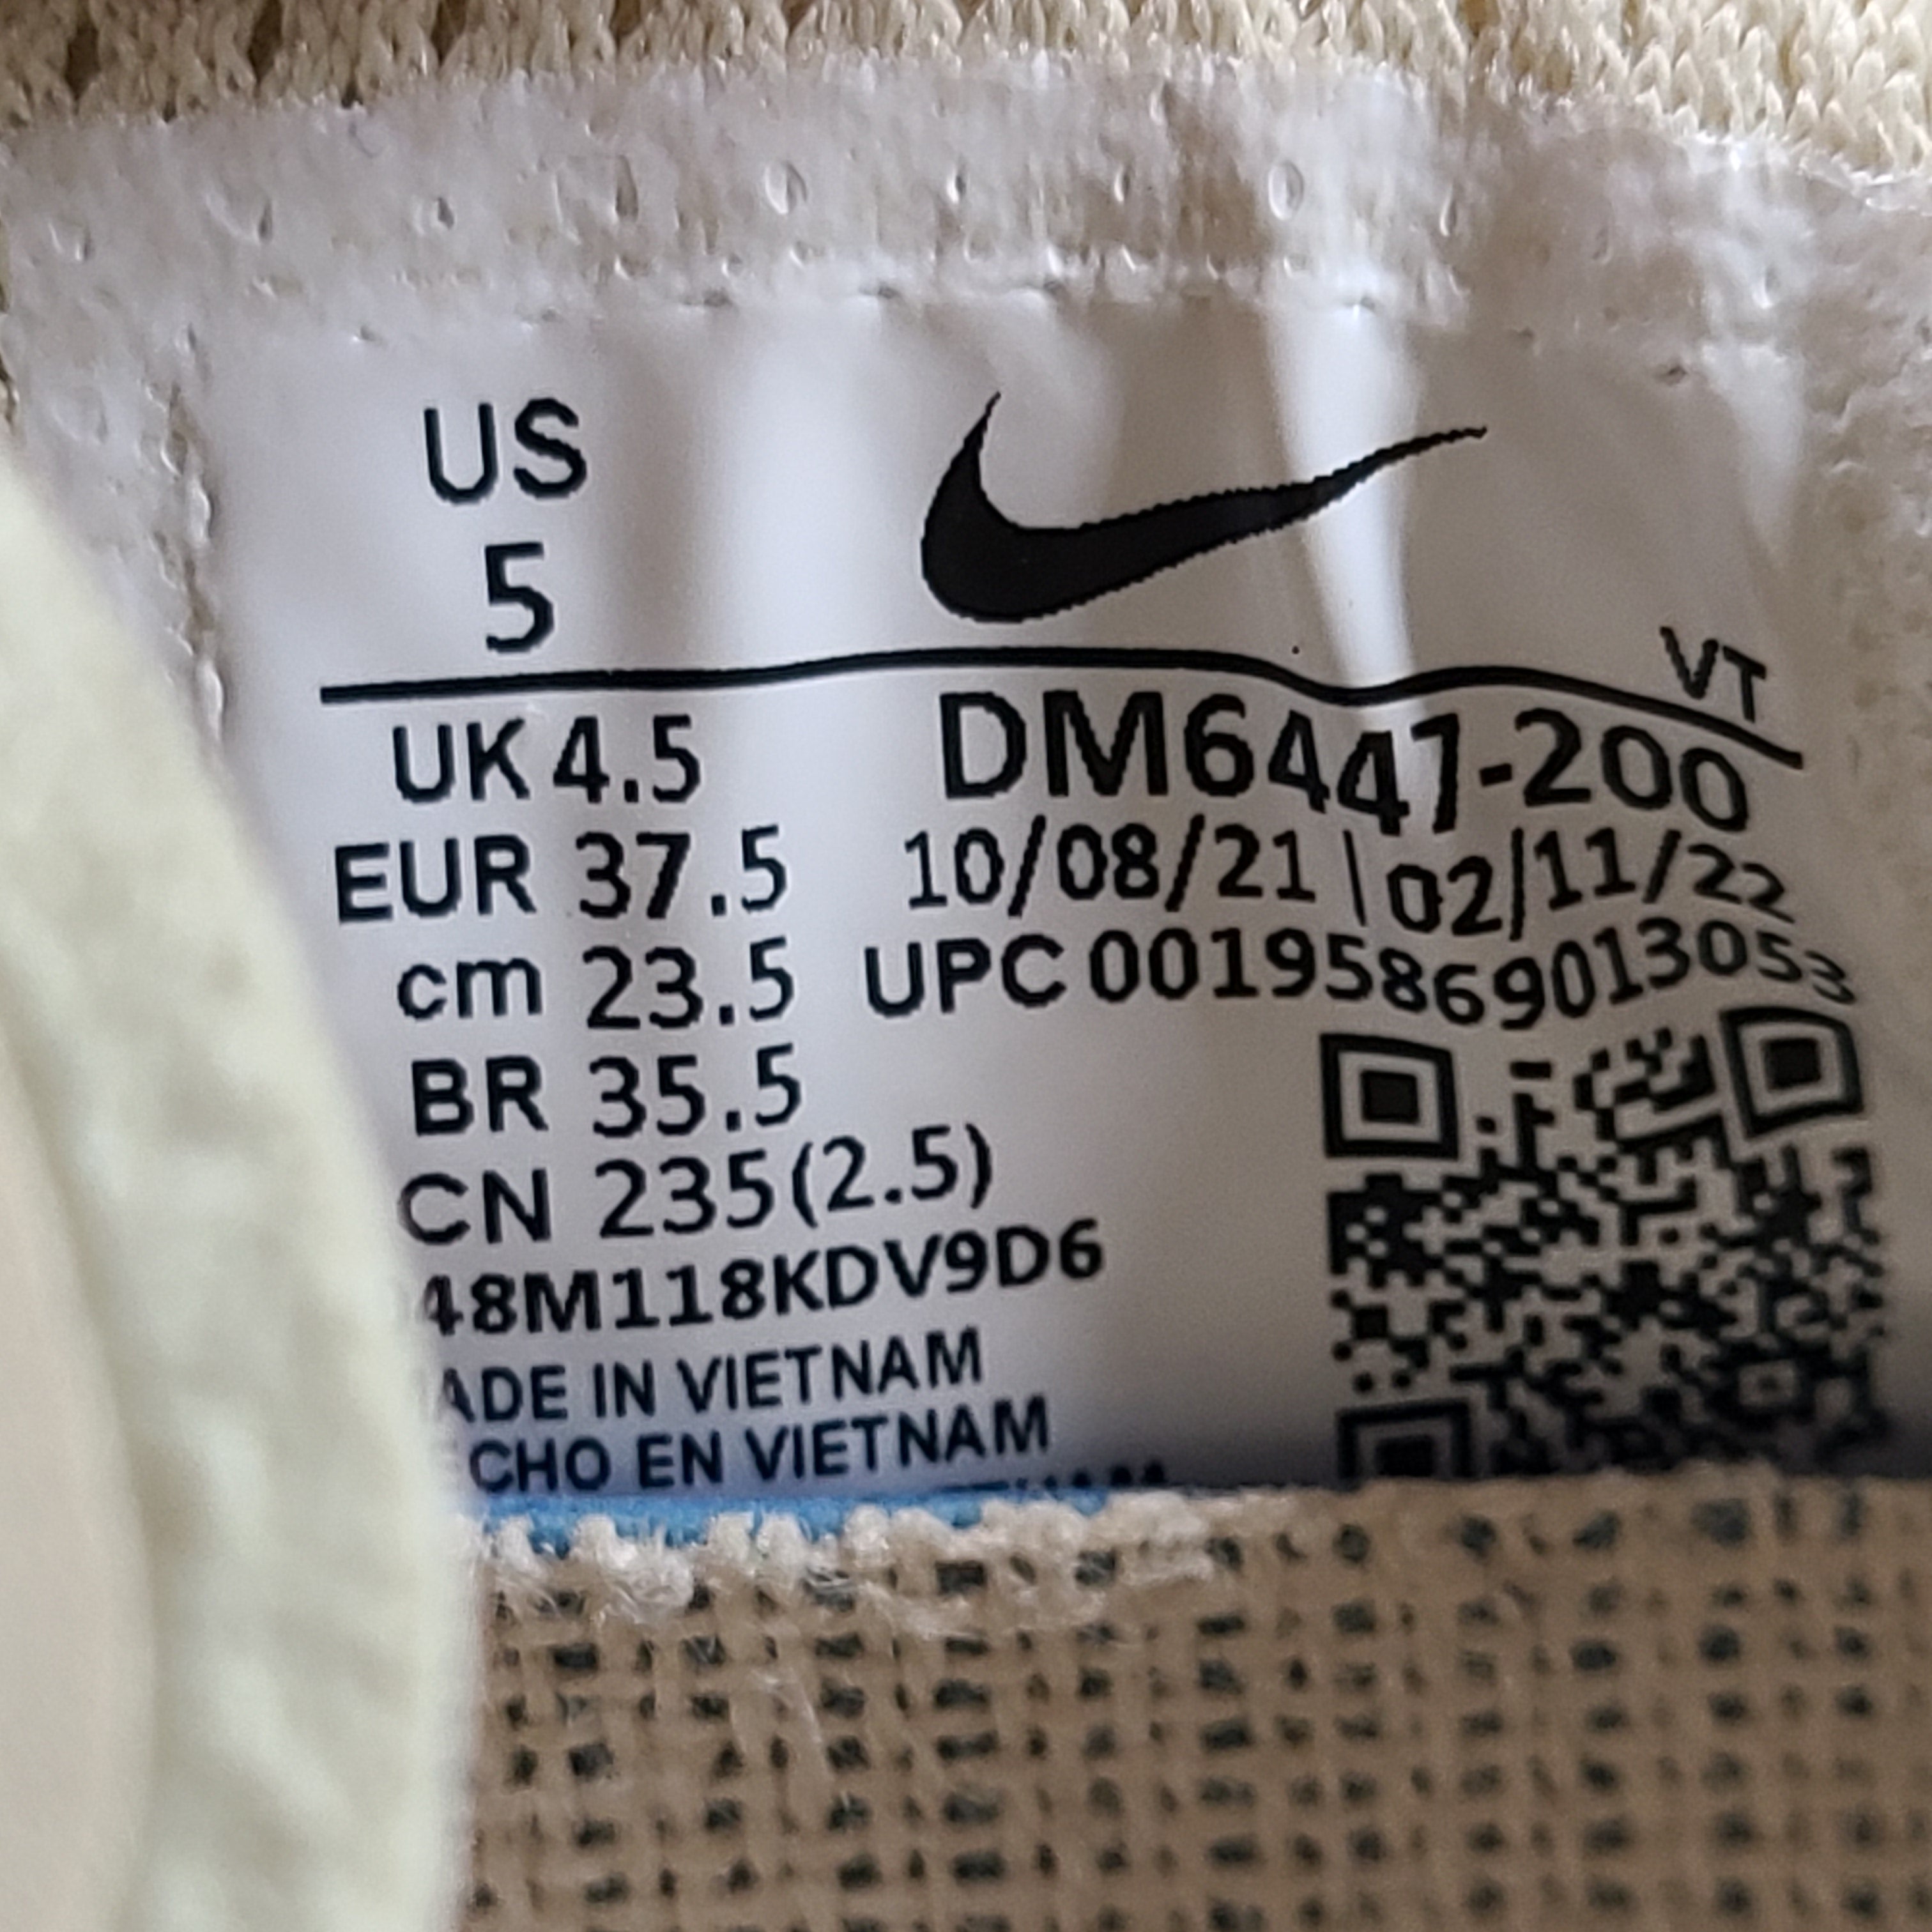 US
5
VT
UK 4.5
DM6447-200
EUR 37.5
10/08/21 | 02/11/22
cm 23.5
UPC 00195869013053
BR 35.5
CN 235(2.5)
48M118KDV9D6
ADE IN VIETNAM
CHO EN VIETNAM